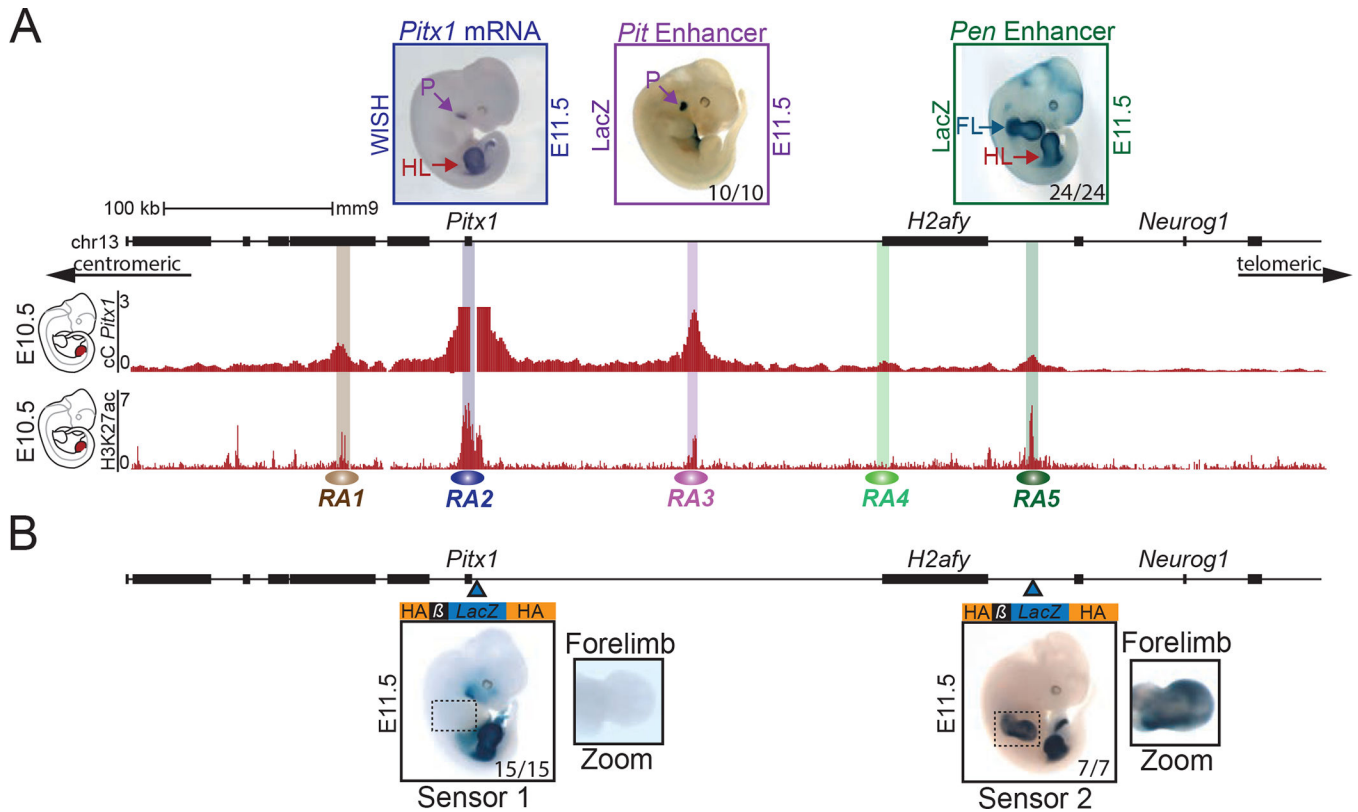 A
Pitx1 mRNA
Pit Enhancer
Pen Enhancer
WISH
P
HL
E11.5
LacZ
P
10/10
E11.5
LacZ
FL
HL
24/24
E11.5
100 kb
mm9
Pitx1
H2afy
Neurog1
chr13
centromeric
telomeric
E10.5
cC Pitx1
3
0
E10.5
H3K27ac
7
0
RA1
RA2
RA3
RA4
RA5
B
Pitx1
H2afy
Neurog1
HA ß LacZ HA
HA ß LacZ HA
E11.5
15/15
Forelimb
Zoom
Sensor 1
E11.5
7/7
Forelimb
Zoom
Sensor 2